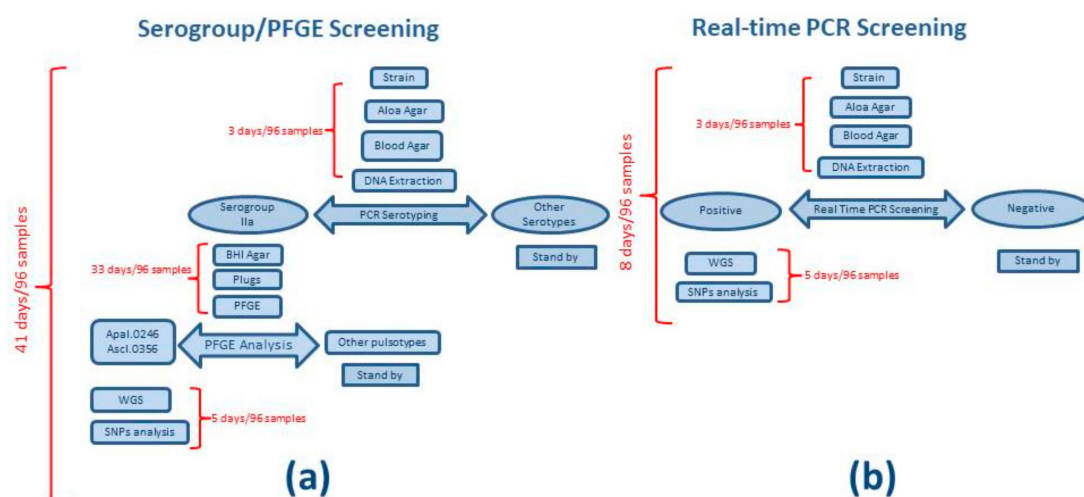 Serogroup/PFGE Screening
41 days/96 samples
3 days/96 samples
Strain
Aloa Agar
Blood Agar
DNA Extraction
Serogroup
IIa
PCR Serotyping
Other
Serotypes
Stand by
33 days/96 samples
BHI Agar
Plugs
PFGE
ApaI.0246
AscI.0356
PFGE Analysis
Other pulsotypes
Stand by
WGS
SNPs analysis
5 days/96 samples
(a)
Real-time PCR Screening
8 days/96 samples
3 days/96 samples
Strain
Aloa Agar
Blood Agar
DNA Extraction
Positive
Real Time PCR Screening
Negative
Stand by
WGS
SNPs analysis
5 days/96 samples
(b)